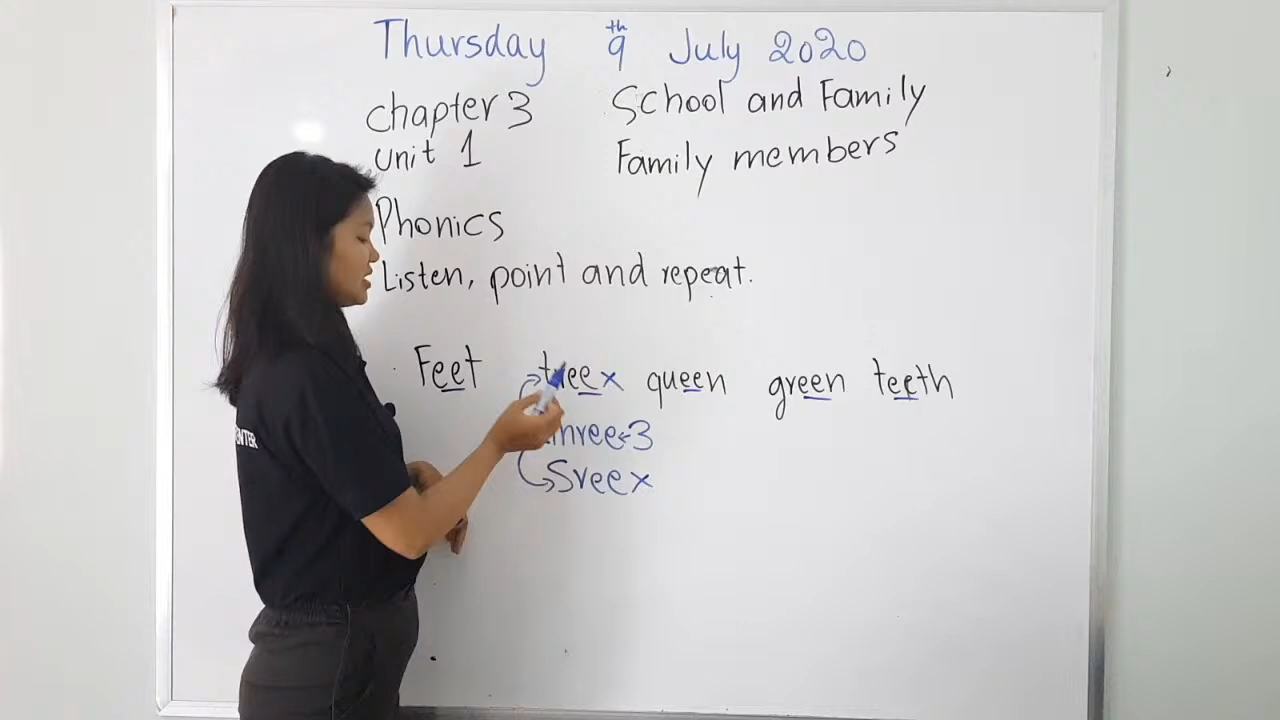 Thursday 9th July 2020
Chapter 3 School and Family
Unit 1 Family members
Phonics
Listen, point and repeat.
Feet tree x queen green teeth
3
Sree x